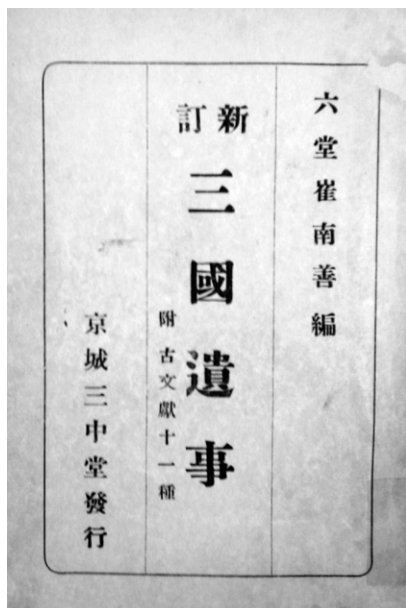 六堂崔南善編
新訂
三國遺事
附古文獻十一種
京城三中堂發行